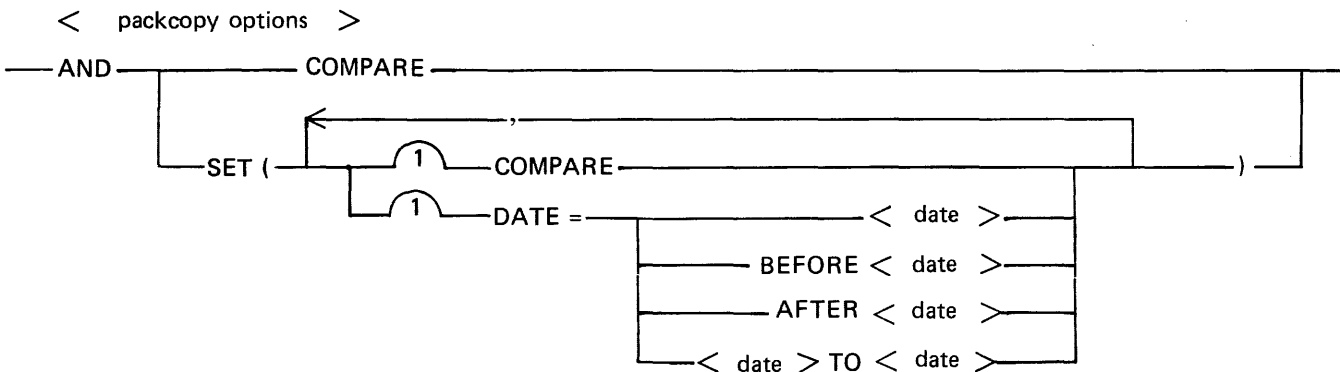 < packcopy options >
AND COMPARE
,
SET ( 1 COMPARE )
1 DATE = < date >
BEFORE < date >
AFTER < date >
< date > TO < date >